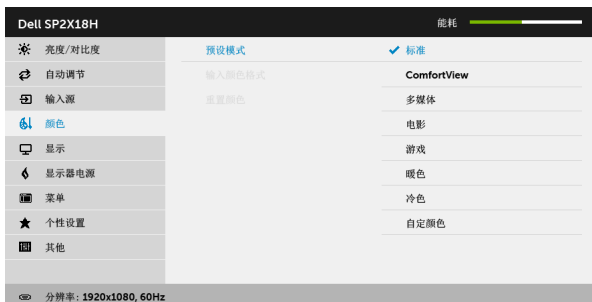 Dell SP2X18H
能耗
亮度/对比度
预设模式
标准
自动调节
输入颜色格式
ComfortView
输入源
重置颜色
多媒体
颜色
电影
显示
游戏
显示器电源
暖色
菜单
冷色
个性设置
自定颜色
其他
分辨率: 1920x1080, 60Hz